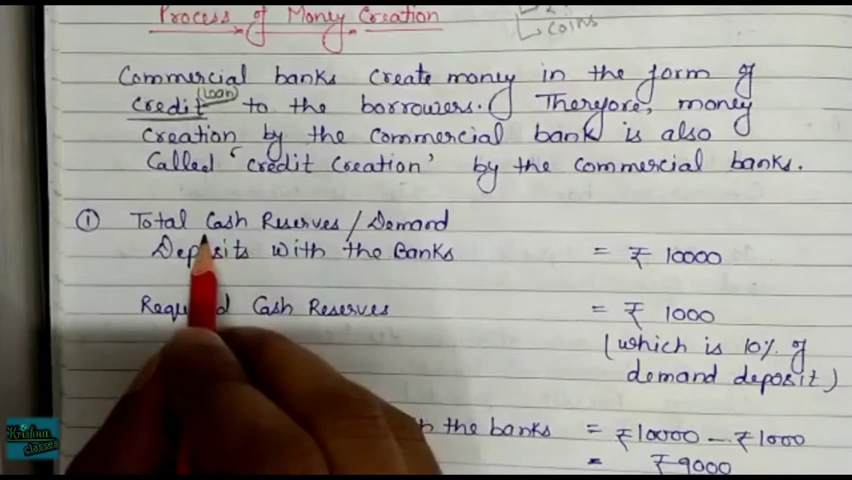 Process of Money Creation
coins
Commercial banks create money in the form of
(loan)
credit to the borrowers. Therefore, money
creation by the commercial bank is also
called 'credit creation' by the commercial banks.
① Total Cash Reserves / Demand
Deposits with the Banks = ₹ 10000
Cash Reserves = ₹ 1000
(which is 10% of
demand deposit)
the banks = ₹10000 - ₹1000
= ₹9000
Krishna
classes